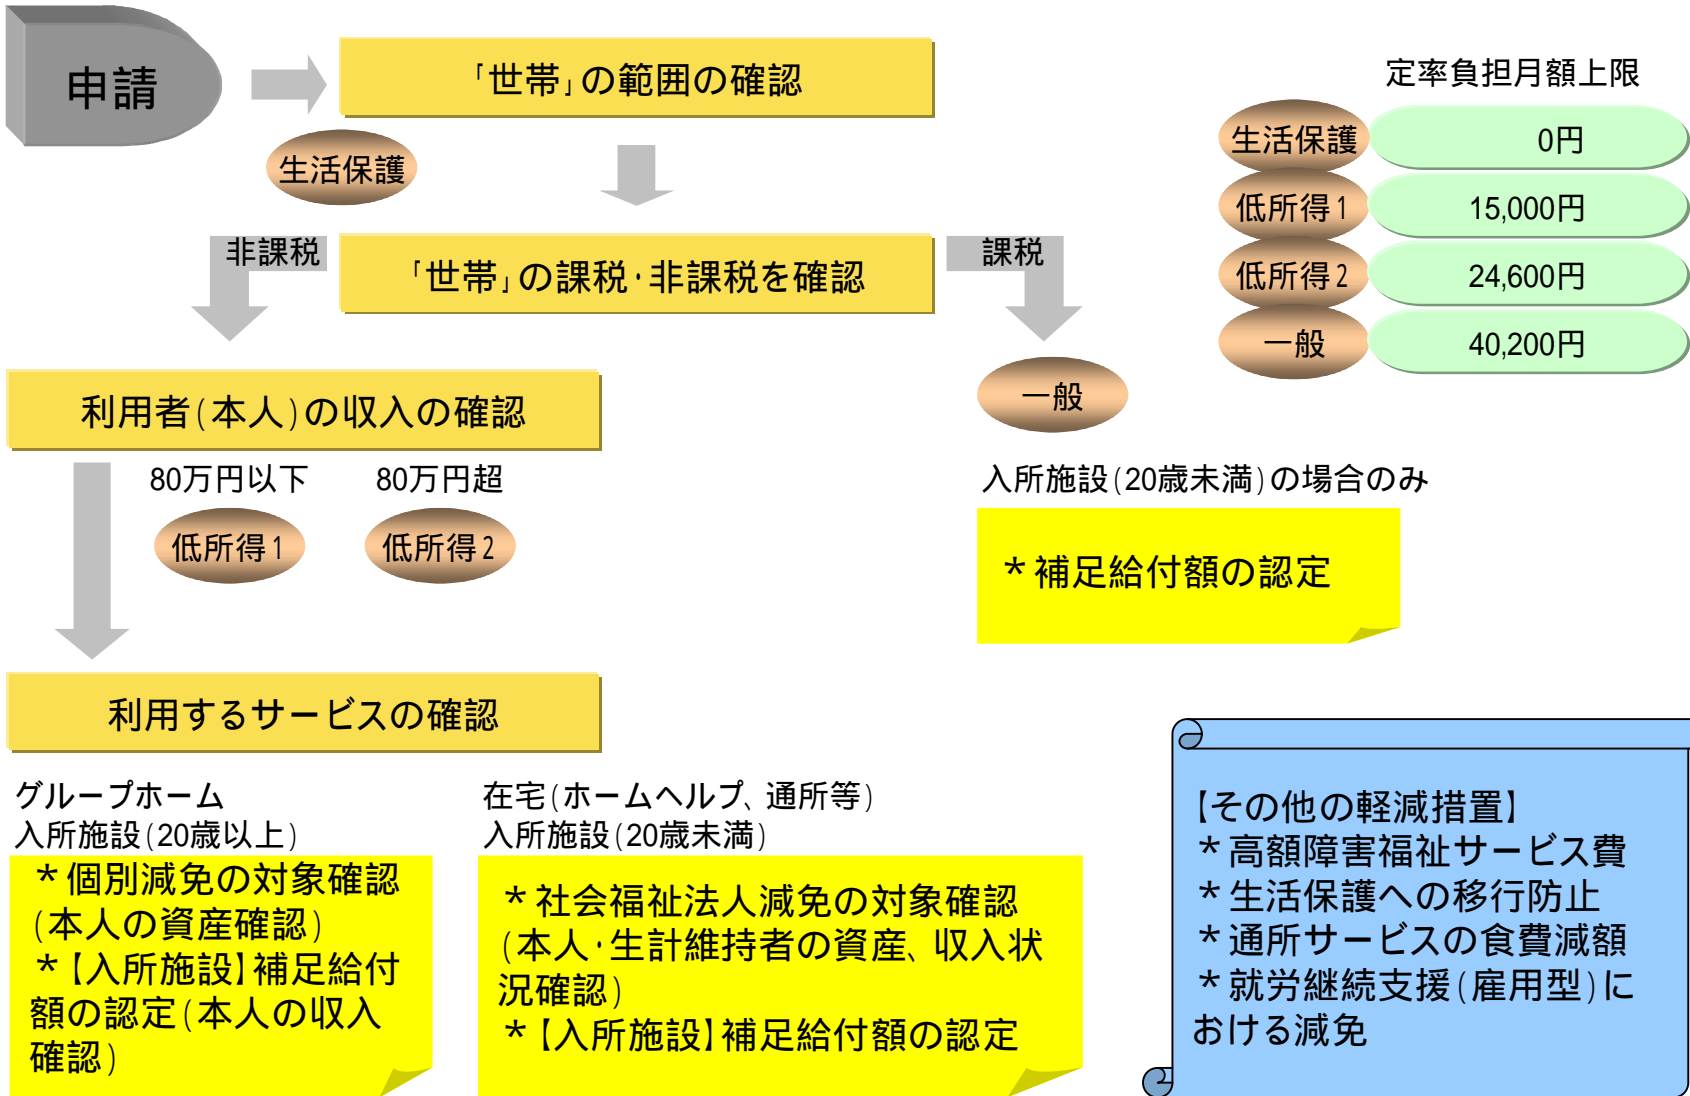 申請
「世帯」の範囲の確認
生活保護
非課税
「世帯」の課税・非課税を確認
課税
利用者(本人)の収入の確認
一般
80万円以下
80万円超
低所得1
低所得2
入所施設(20歳未満)の場合のみ
*補足給付額の認定
定率負担月額上限
生活保護
0円
低所得1
15,000円
低所得2
24,600円
一般
40,200円
利用するサービスの確認
グループホーム
入所施設(20歳以上)
*個別減免の対象確認
(本人の資産確認)
*【入所施設】補足給付
額の認定(本人の収入
確認)
在宅(ホームヘルプ、通所等)
入所施設(20歳未満)
*社会福祉法人減免の対象確認
(本人・生計維持者の資産、収入状
況確認)
*【入所施設】補足給付額の認定
【その他の軽減措置】
*高額障害福祉サービス費
*生活保護への移行防止
*通所サービスの食費減額
*就労継続支援(雇用型)に
おける減免